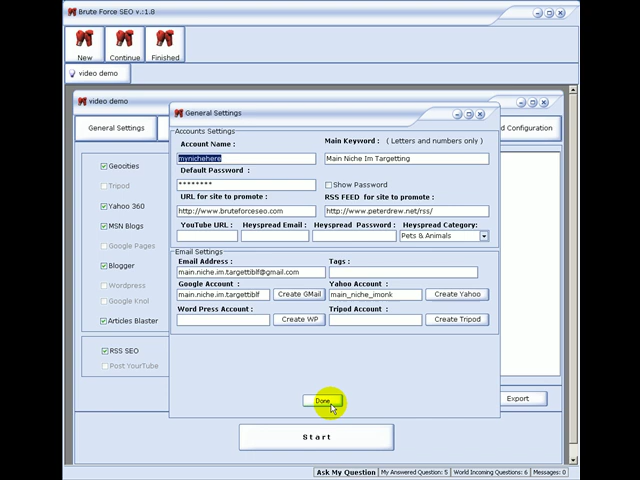 Brute Force SEO v.:1.8
New Continue Finished
video demo
video demo
General Settings
General Settings
d Configuration
Accounts Settings
Account Name : Main Keyword : ( Letters and numbers only )
mynichehere Main Niche Im Targetting
Default Password :
******** Show Password
URL for site to promote : RSS FEED for site to promote :
http://www.bruteforceseo.com http://www.peterdrew.net/rss/
YouTube URL : Heyspread Email : Heyspread Password : Heyspread Category:
Pets & Animals
Email Settings
Email Address : Tags :
main.niche.im.targettiblf@gmail.com
Google Account : Yahoo Account :
main.niche.im.targettiblf Create GMail main_niche_imonk Create Yahoo
Word Press Account : Tripod Account :
Create WP Create Tripod
Done
Geocities
Tripod
Yahoo 360
MSN Blogs
Google Pages
Blogger
Wordpress
Google Knol
Articles Blaster
RSS SEO
Post YourTube
Export
Start
Ask My Question My Answered Question: 5 World Incoming Questions: 6 Messages: 0